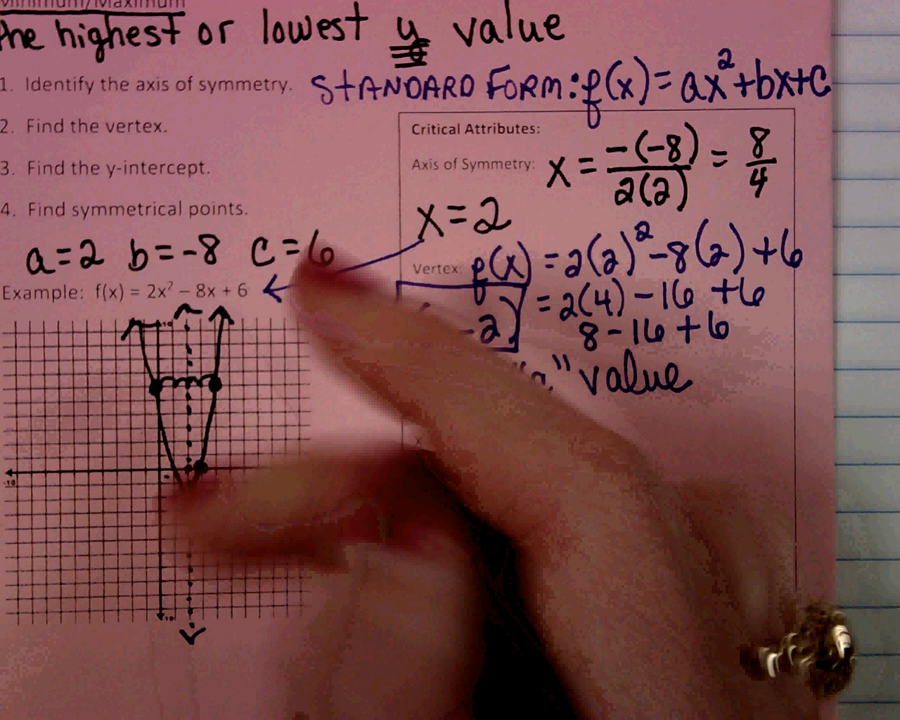 Minimum/Maximum
the highest or lowest y value
1. Identify the axis of symmetry.
STANDARD FORM: f(x) = ax² + bx + c
2. Find the vertex.
3. Find the y-intercept.
4. Find symmetrical points.
a = 2 b = -8 c = 6
Example: f(x) = 2x² – 8x + 6
Critical Attributes:
Axis of Symmetry: x = -(-8)/2(2) = 8/4
x = 2
Vertex: f(x) = 2(2)² - 8(2) + 6
= 2(4) - 16 + 6
-2) 8 - 16 + 6
"a" value
-10
-10